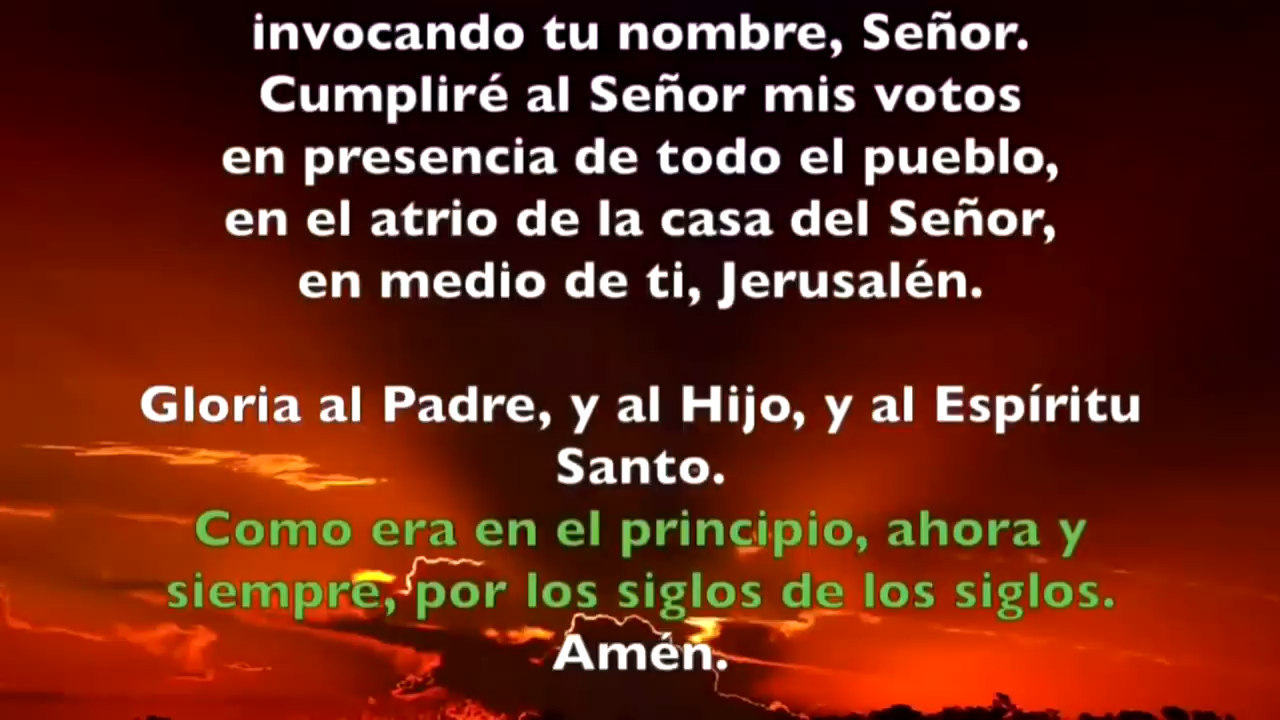 invocando tu nombre, Señor.
Cumpliré al Señor mis votos
en presencia de todo el pueblo,
en el atrio de la casa del Señor,
en medio de ti, Jerusalén.
Gloria al Padre, y al Hijo, y al Espíritu
Santo.
Como era en el principio, ahora y
siempre, por los siglos de los siglos.
Amén.